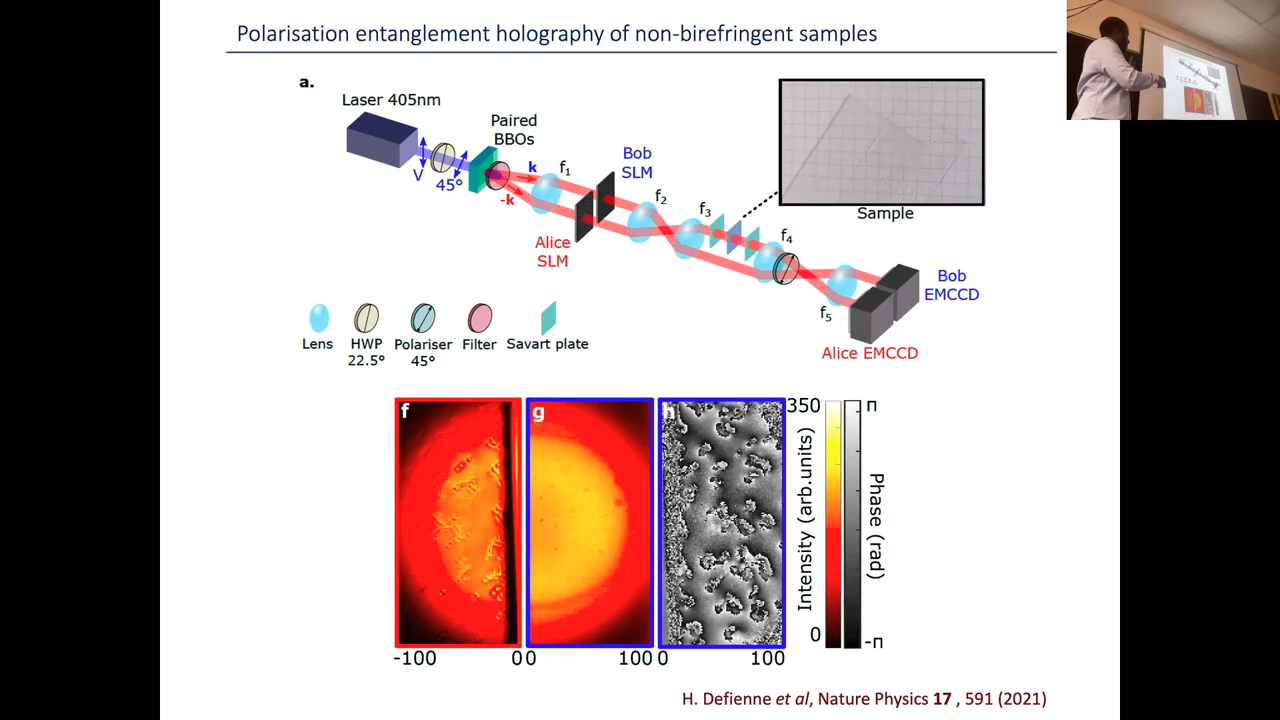 Polarisation entanglement holography of non-birefringent samples
a.
Laser 405nm
Paired
BBOs
V
45°
k
-k
f1
Bob
SLM
Alice
SLM
f2
f3
f4
f5
Sample
Bob
EMCCD
Alice EMCCD
Lens
HWP
22.5°
Polariser
45°
Filter
Savart plate
f
g
h
-100
0
0
100
0
100
350
0
Intensity (arb.units)
π
-π
Phase (rad)
H. Defienne et al, Nature Physics 17 , 591 (2021)